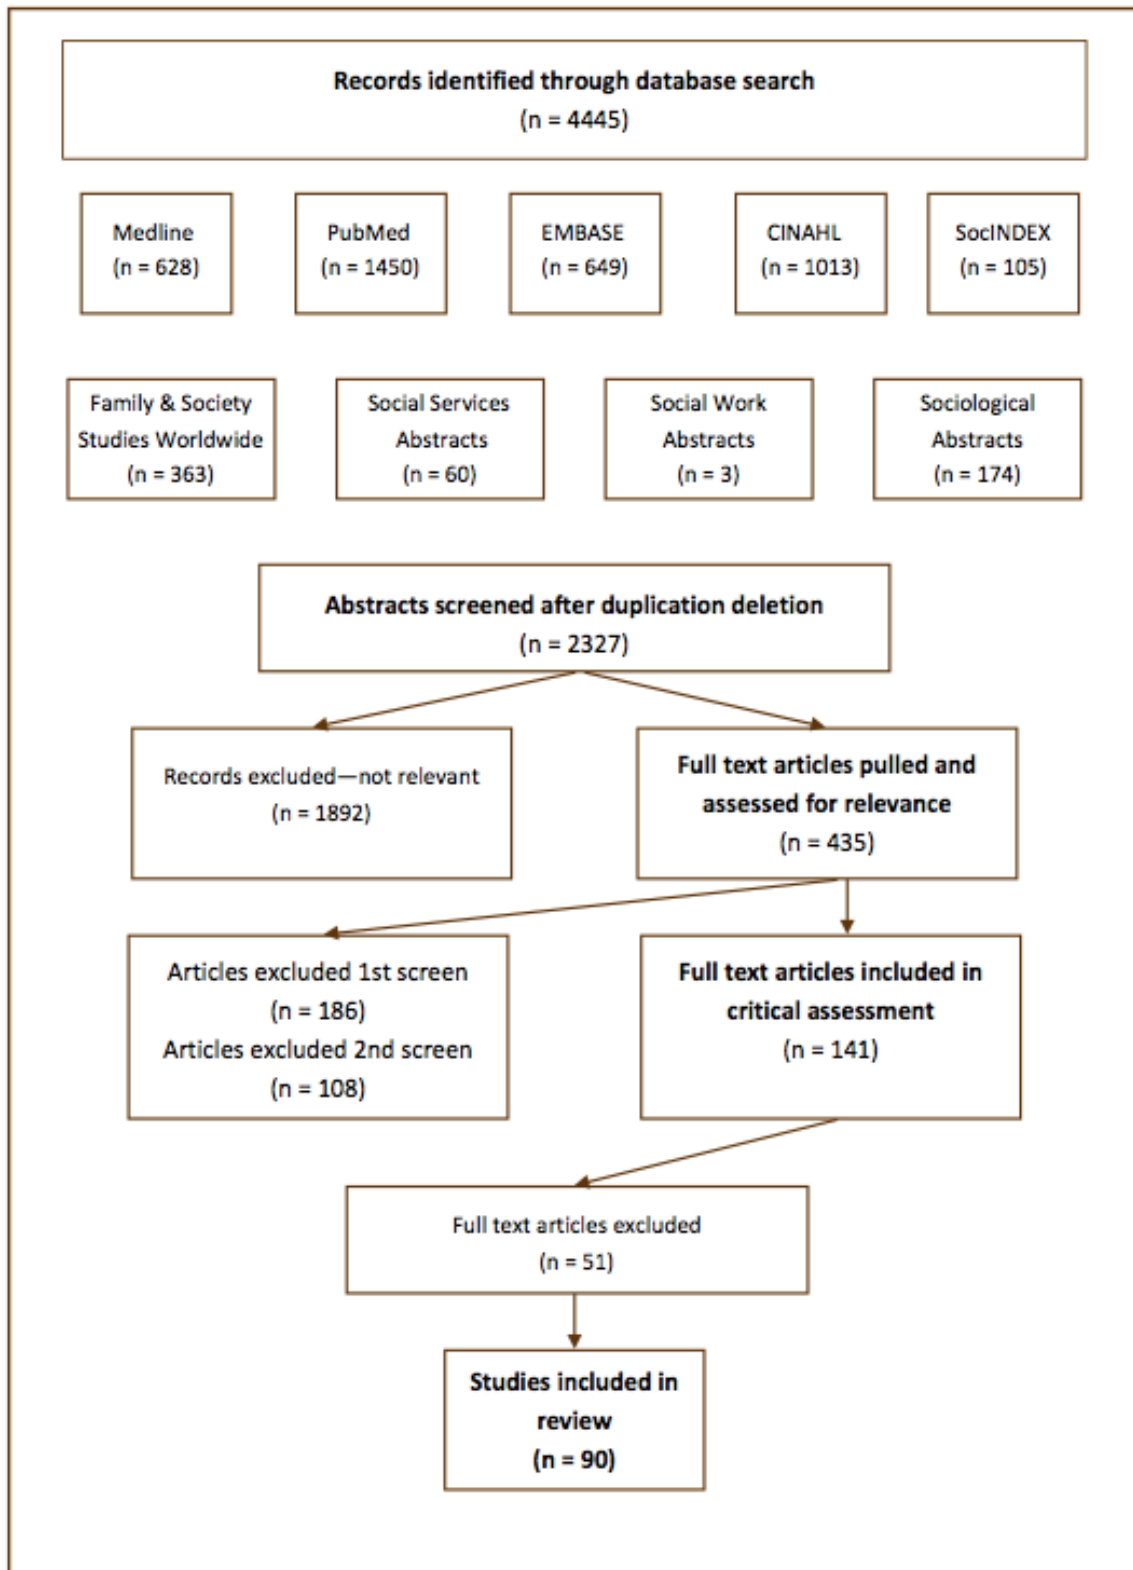 Records identified through database search
(n = 4445)
Medline
(n = 628)
PubMed
(n = 1450)
EMBASE
(n = 649)
CINAHL
(n = 1013)
SocINDEX
(n = 105)
Family & Society
Studies Worldwide
(n = 363)
Social Services
Abstracts
(n = 60)
Social Work
Abstracts
(n = 3)
Sociological
Abstracts
(n = 174)
Abstracts screened after duplication deletion
(n = 2327)
Records excluded—not relevant
(n = 1892)
Full text articles pulled and
assessed for relevance
(n = 435)
Articles excluded 1st screen
(n = 186)
Articles excluded 2nd screen
(n = 108)
Full text articles included in
critical assessment
(n = 141)
Full text articles excluded
(n = 51)
Studies included in
review
(n = 90)